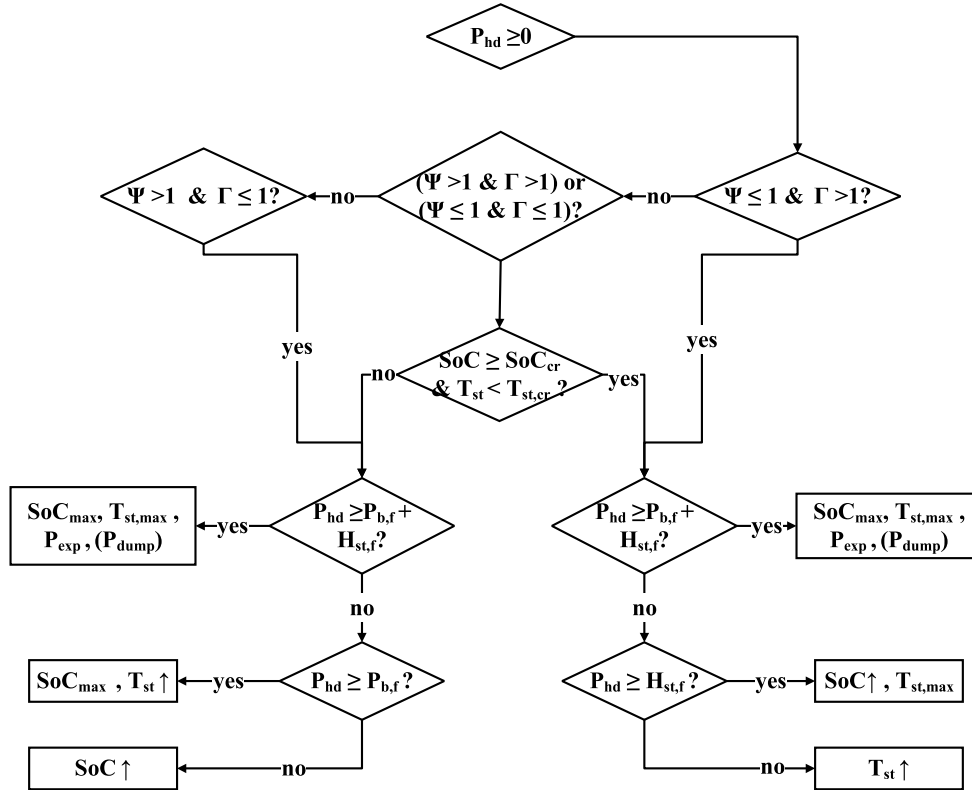 P_hd ≥0
Ψ >1 & Γ ≤ 1?
no
(Ψ >1 & Γ >1) or
(Ψ ≤ 1 & Γ ≤ 1)?
no
Ψ ≤ 1 & Γ >1?
yes
yes
no
SoC ≥ SoC_cr
& T_st < T_st,cr ?
yes
SoC_max, T_st,max ,
P_exp , (P_dump)
yes
P_hd ≥P_b,f +
H_st,f?
P_hd ≥P_b,f +
H_st,f?
yes
SoC_max, T_st,max ,
P_exp , (P_dump)
no
no
SoC_max , T_st ↑
yes
P_hd ≥ P_b,f ?
P_hd ≥ H_st,f ?
yes
SoC↑ , T_st,max
SoC ↑
no
no
T_st ↑